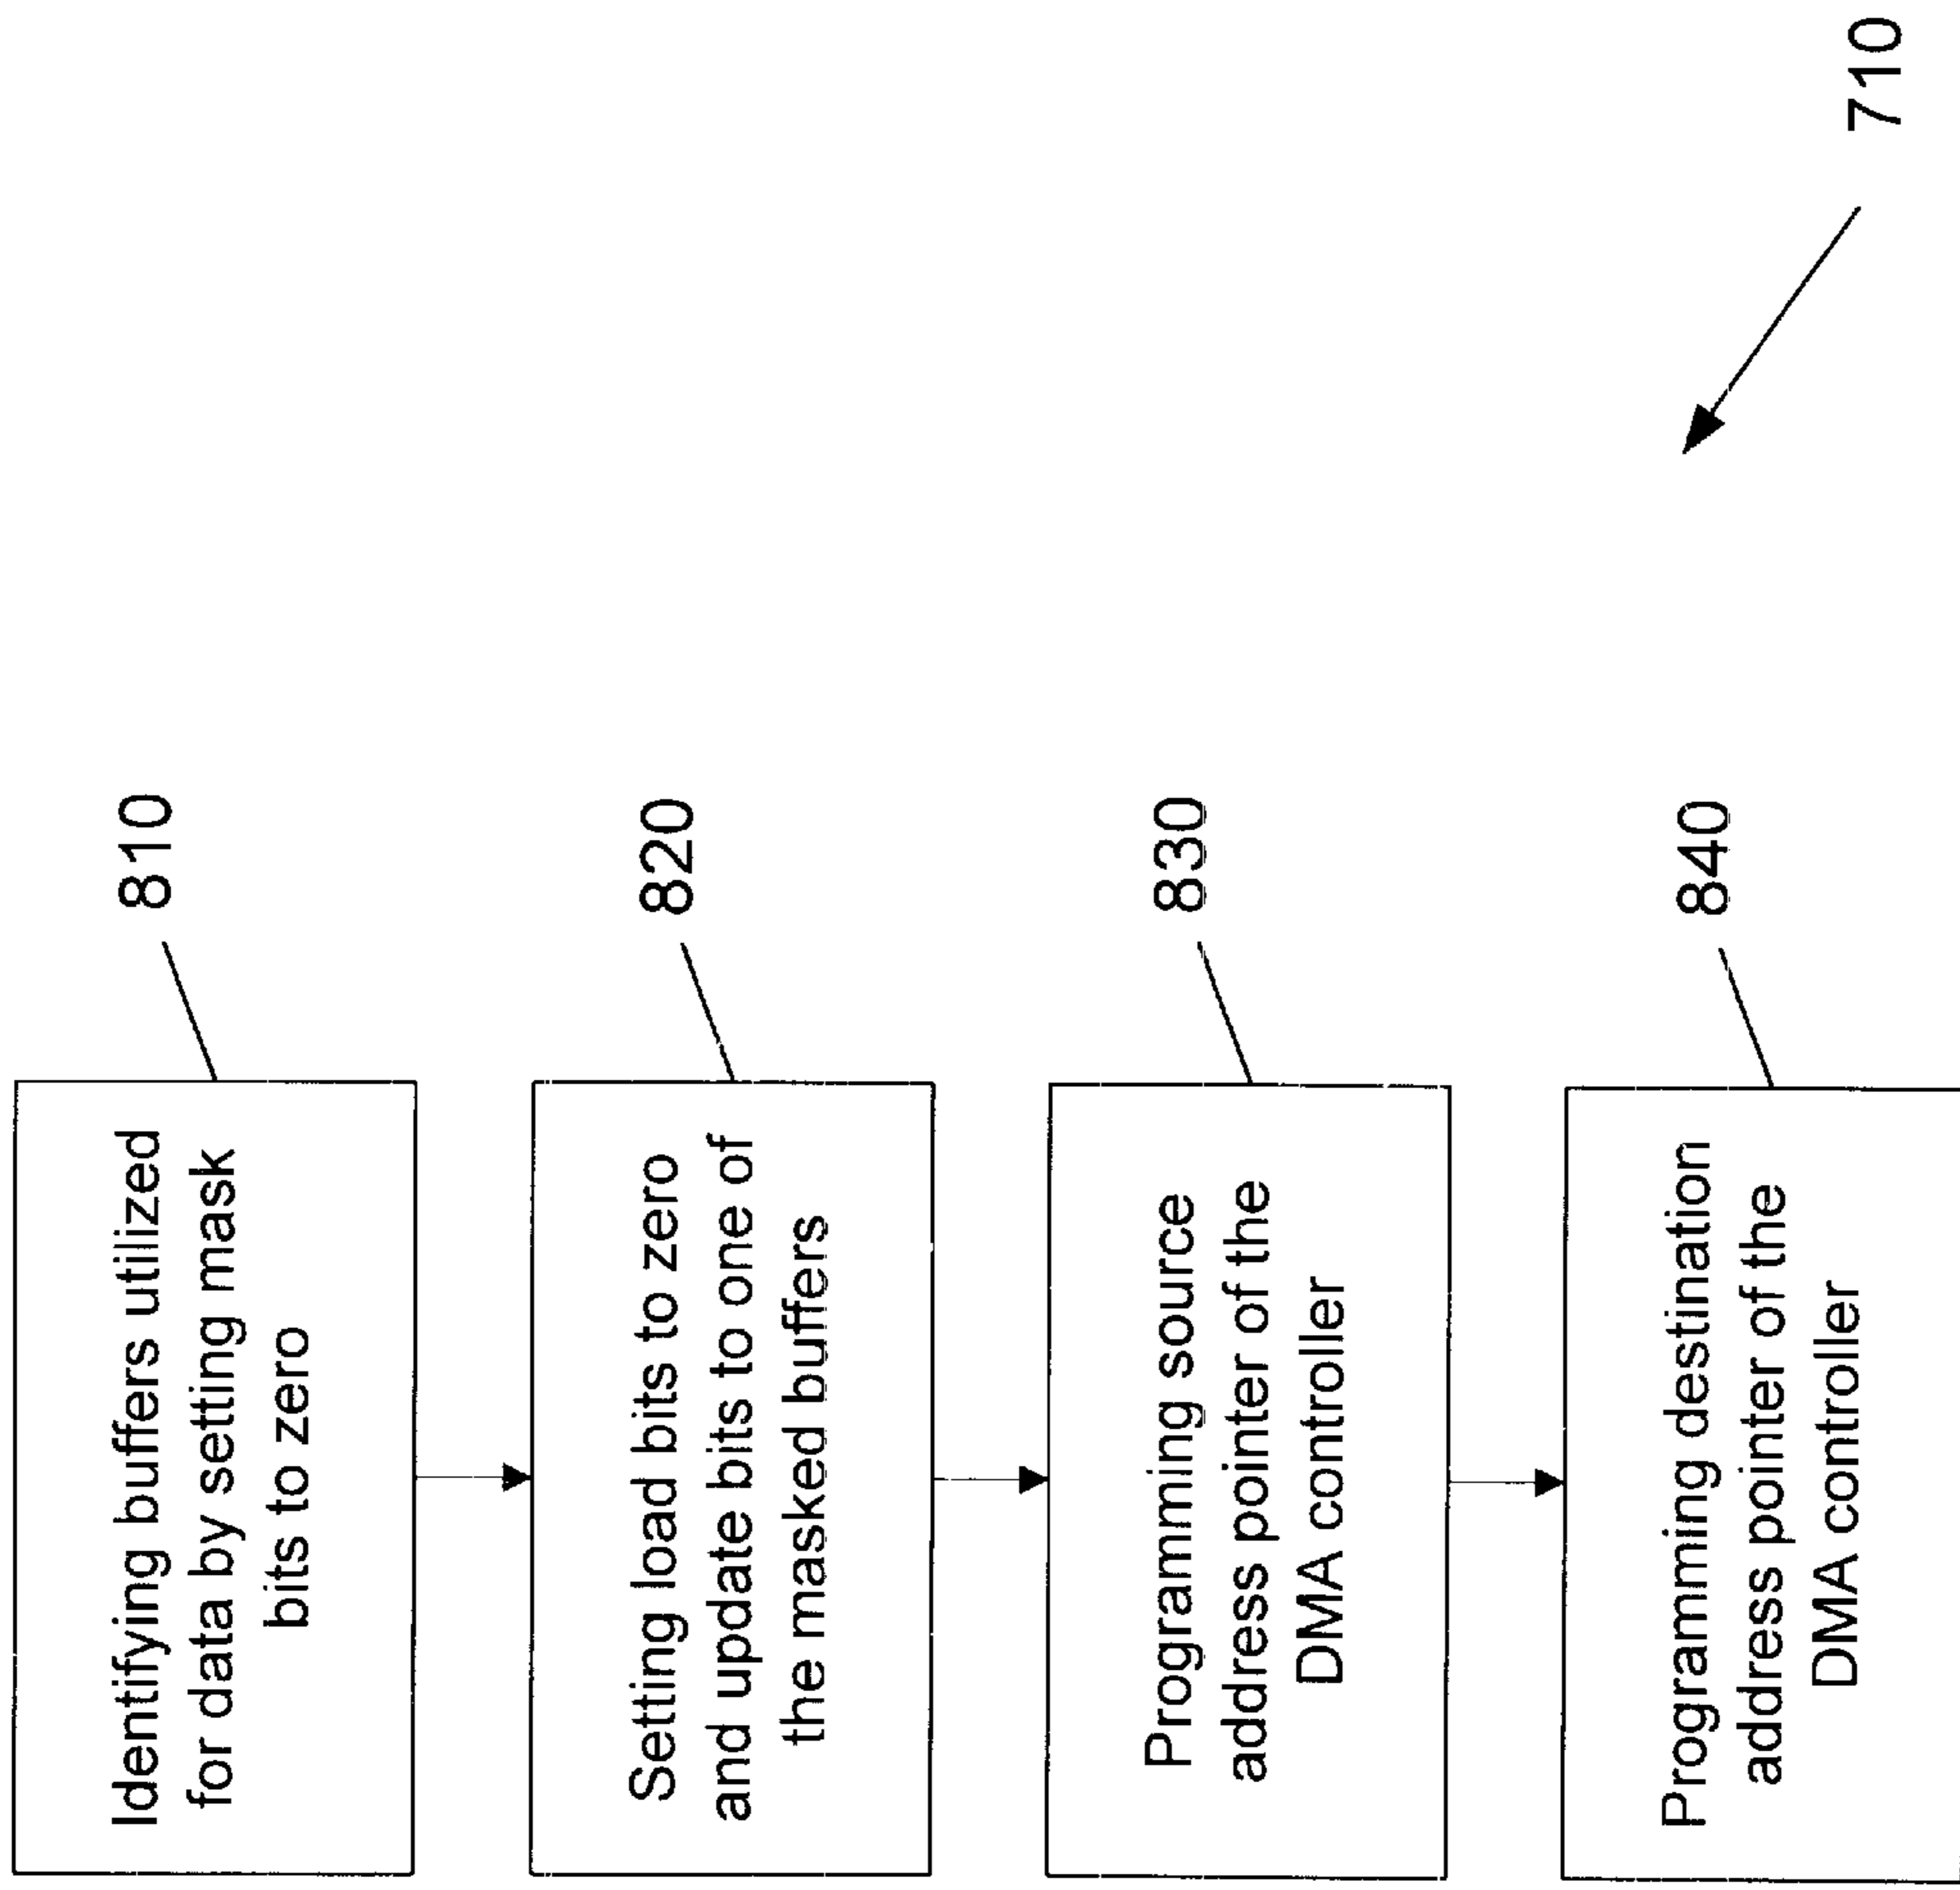 Identifying buffers utilized
for data by setting mask
bits to zero
810
Setting load bits to zero
and update bits to one of
the masked buffers
820
Programming source
address pointer of the
DMA controller
830
Programming destination
address pointer of the
DMA controller
840
710